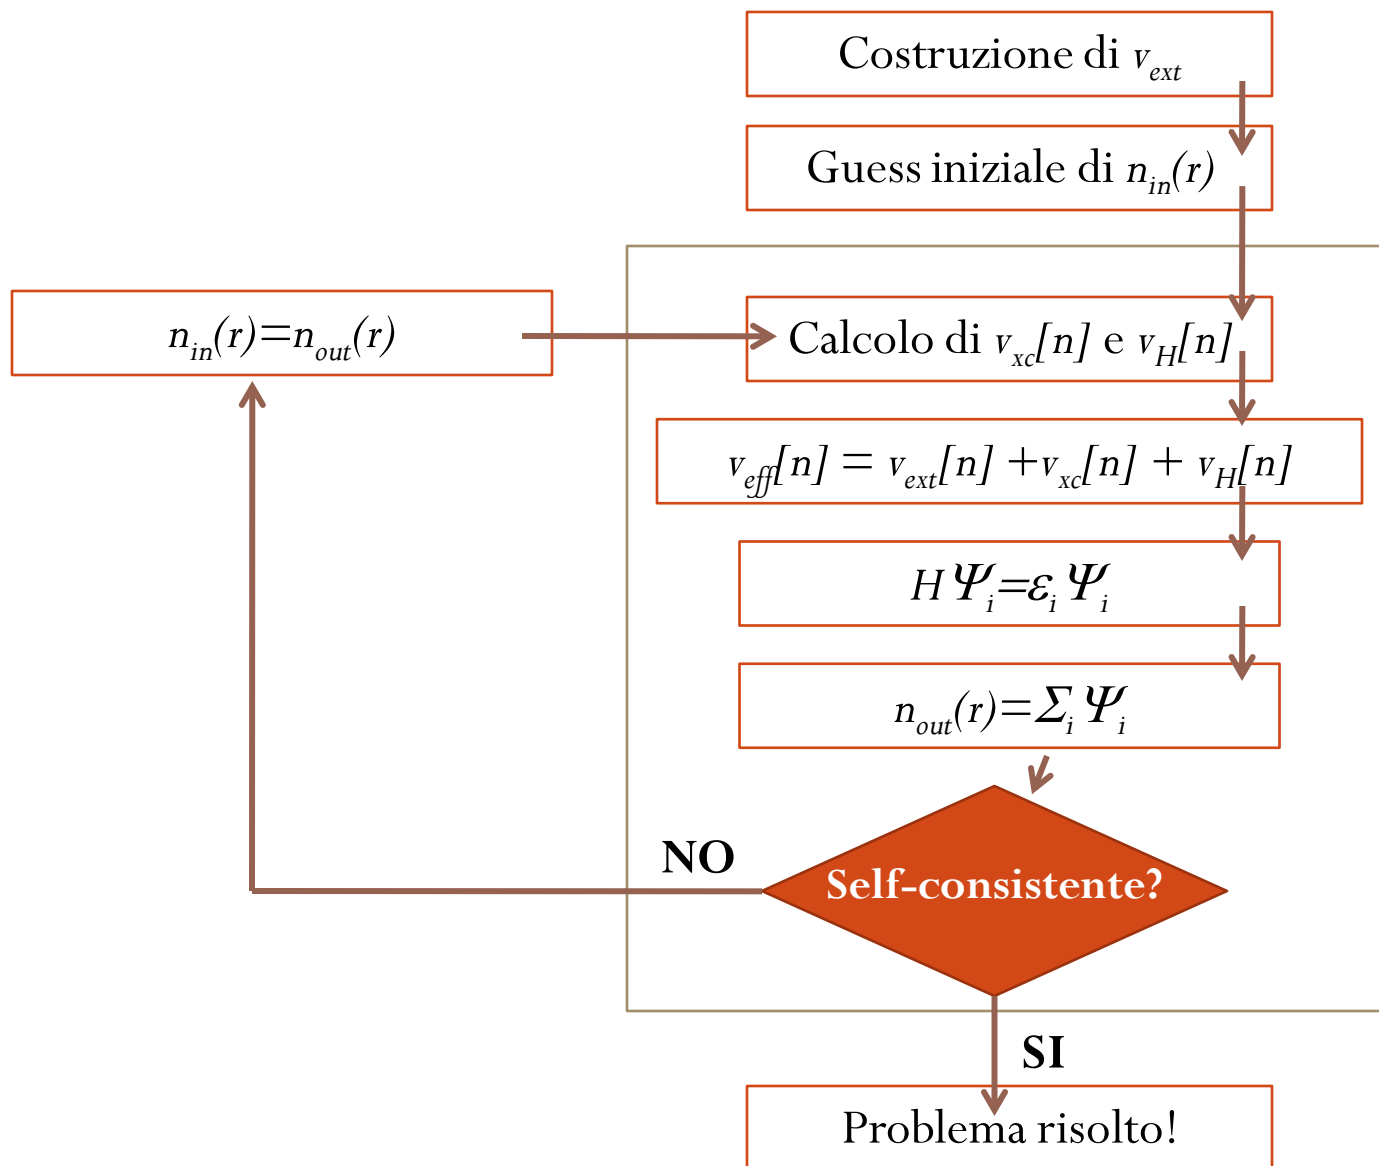 Costruzione di v_ext
Guess iniziale di n_in(r)
n_in(r)=n_out(r)
Calcolo di v_xc[n] e v_H[n]
v_eff[n] = v_ext[n] +v_xc[n] + v_H[n]
HΨ_i=ε_iΨ_i
n_out(r)=Σ_iΨ_i
NO
Self-consistente?
SI
Problema risolto!